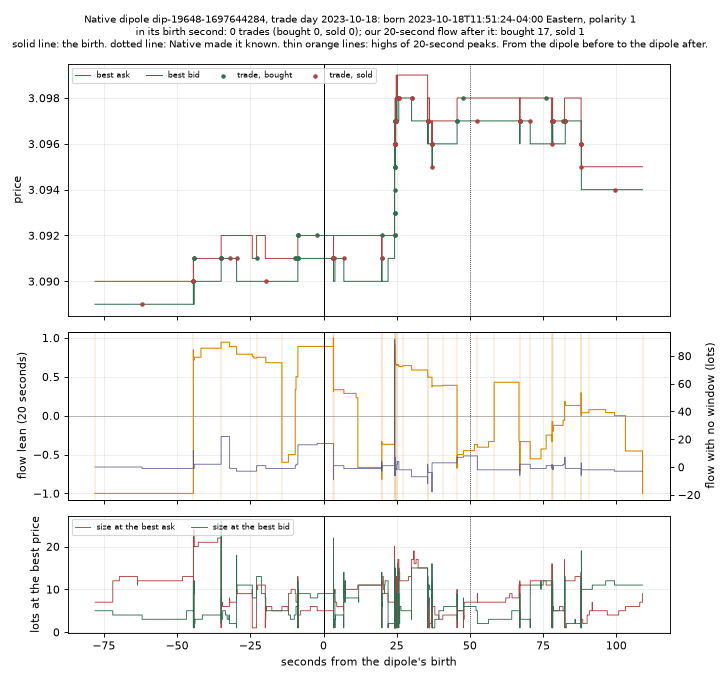 Native dipole dip-19648-1697644284, trade day 2023-10-18: born 2023-10-18T11:51:24-04:00 Eastern, polarity 1
in its birth second: 0 trades (bought 0, sold 0); our 20-second flow after it: bought 17, sold 1
solid line: the birth. dotted line: Native made it known. thin orange lines: highs of 20-second peaks. From the dipole before to the dipole after.
best ask best bid trade, bought trade, sold
3.098
3.096
3.094
3.092
3.090
price
1.0
0.5
0.0
−0.5
−1.0
flow lean (20 seconds)
80
60
40
20
0
−20
flow with no window (lots)
size at the best ask size at the best bid
20
10
0
lots at the best price
−75 −50 −25 0 25 50 75 100
seconds from the dipole's birth